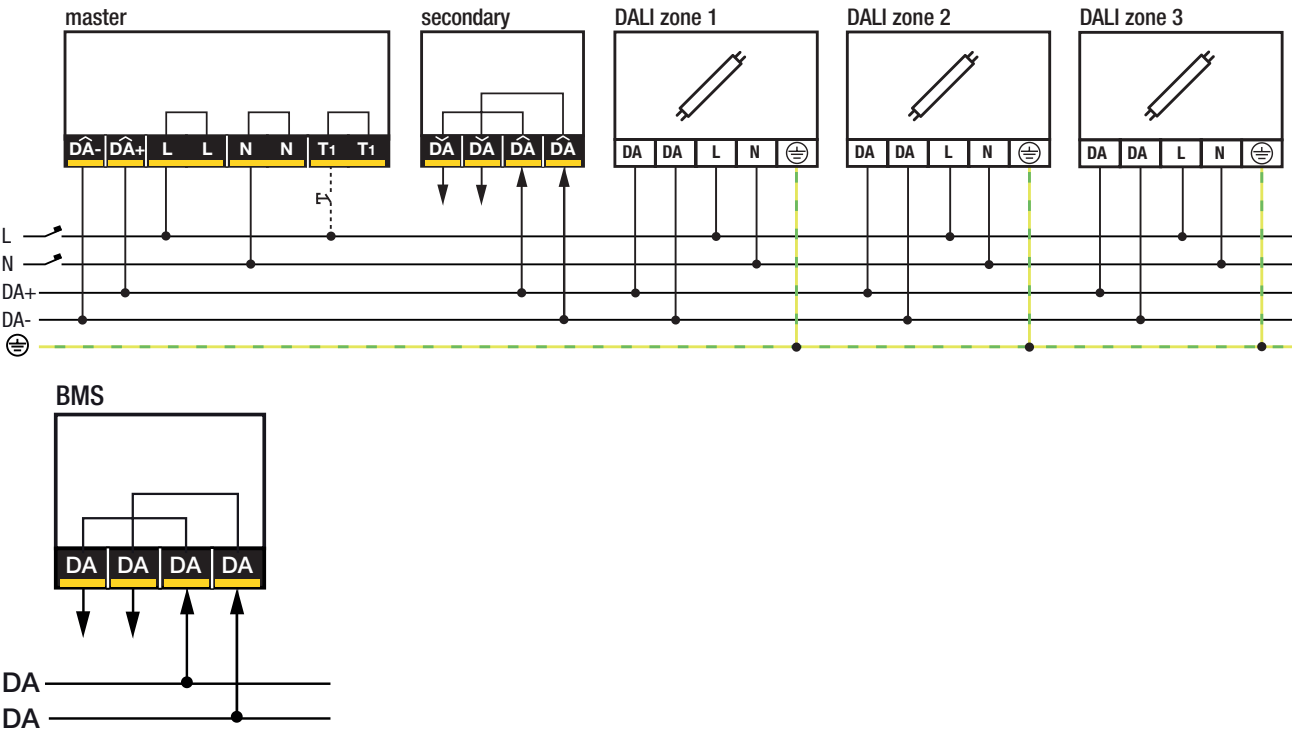 master secondary DALI zone 1 DALI zone 2 DALI zone 3
DA- DA+ L L N N T1 T1 DA DA DA DA DA DA L N DA DA L N DA DA L N
T
L
N
DA+
DA-
BMS
DA DA DA DA
DA
DA